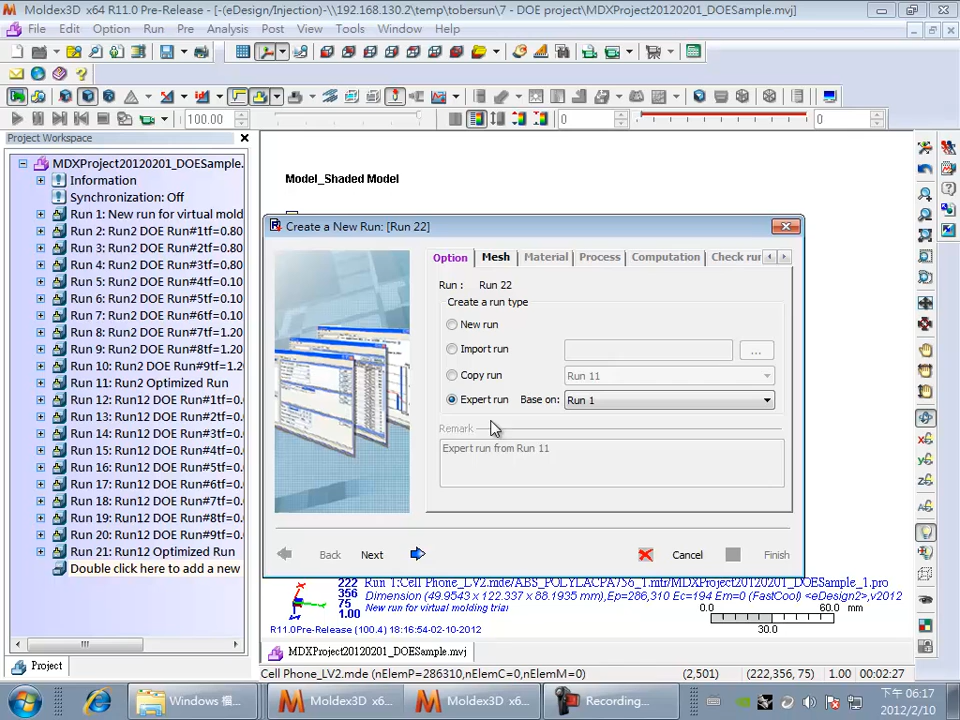 Moldex3D x64 R11.0 Pre-Release - [-(eDesign/Injection)-\\192.168.130.2\temp\tobersun\7 - DOE project\MDXProject20120201_DOESample.mvj]
File Edit Option Run Pre Analysis Post View Tools Window Help
100.00
0
0
Project Workspace
MDXProject20120201_DOESample.
Information
Synchronization: Off
Run 1: New run for virtual mold
Run 2: Run2 DOE Run#1tf=0.80
Run 3: Run2 DOE Run#2tf=0.80
Run 4: Run2 DOE Run#3tf=0.80
Run 5: Run2 DOE Run#4tf=0.10
Run 6: Run2 DOE Run#5tf=0.10
Run 7: Run2 DOE Run#6tf=0.10
Run 8: Run2 DOE Run#7tf=1.20
Run 9: Run2 DOE Run#8tf=1.20
Run 10: Run2 DOE Run#9tf=1.2
Run 11: Run2 Optimized Run
Run 12: Run12 DOE Run#1tf=0.
Run 13: Run12 DOE Run#2tf=0.
Run 14: Run12 DOE Run#3tf=0.
Run 15: Run12 DOE Run#4tf=0.
Run 16: Run12 DOE Run#5tf=0.
Run 17: Run12 DOE Run#6tf=0.
Run 18: Run12 DOE Run#7tf=0.
Run 19: Run12 DOE Run#8tf=0.
Run 20: Run12 DOE Run#9tf=0.
Run 21: Run12 Optimized Run
Double click here to add a new
Project
Model_Shaded Model
Create a New Run: [Run 22]
Option Mesh Material Process Computation Check run
Run : Run 22
Create a run type
New run
Import run ...
Copy run Run 11
Expert run Base on: Run 1
Remark
Expert run from Run 11
Back Next Cancel Finish
222
356
75
1.00
Run 1:Cell Phone_LV2.mde/ABS_POLYLACPA756_1.mtr/MDXProject20120201_DOESample_1.pro
Dimension (49.9543 x 122.337 x 88.1935 mm),Ep=286,310 Ec=194 Em=0 (FastCool) <eDesign2>,v2012
New run for virtual molding trial
0.0 60.0 mm
30.0
R11.0Pre-Release (100.4) 18:16:54-02-10-2012
MDXProject20120201_DOESample.mvj
Cell Phone_LV2.mde (nElemP=286310,nElemC=0,nElemM=0) (2,501) (222,356, 75) 1.00 00:02:27
Moldex3D x6...
Moldex3D x6...
Recording...
下午 06:17
2012/2/10